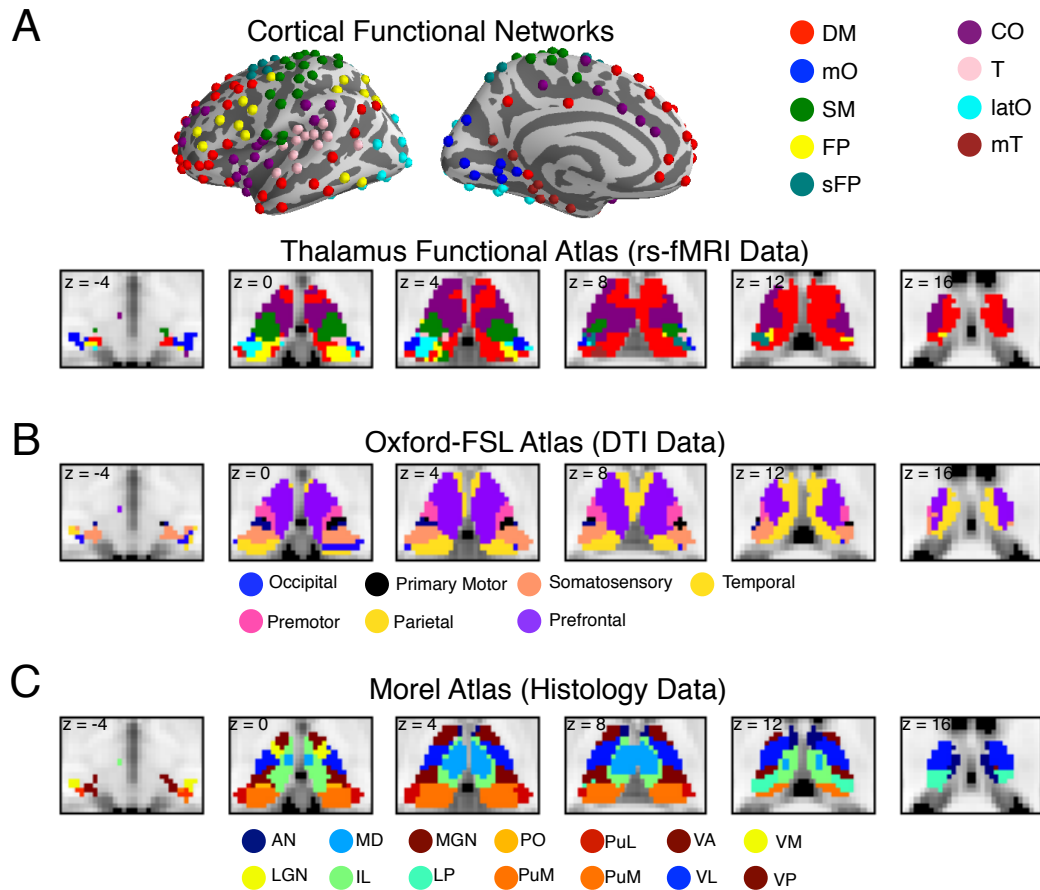 A
Cortical Functional Networks
DM
CO
mO
T
SM
latO
FP
mT
sFP
Thalamus Functional Atlas (rs-fMRI Data)
z = -4
z = 0
z = 4
z = 8
z = 12
z = 16
B
Oxford-FSL Atlas (DTI Data)
z = -4
z = 0
z = 4
z = 8
z = 12
z = 16
Occipital
Primary Motor
Somatosensory
Temporal
Premotor
Parietal
Prefrontal
C
Morel Atlas (Histology Data)
z = -4
z = 0
z = 4
z = 8
z = 12
z = 16
AN
MD
MGN
PO
PuL
VA
VM
LGN
IL
LP
PuM
PuM
VL
VP